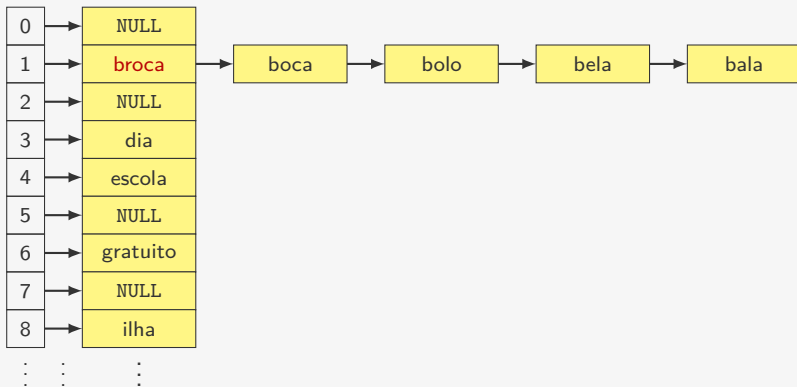 0 NULL
1 broca boca bolo bela bala
2 NULL
3 dia
4 escola
5 NULL
6 gratuito
7 NULL
8 ilha